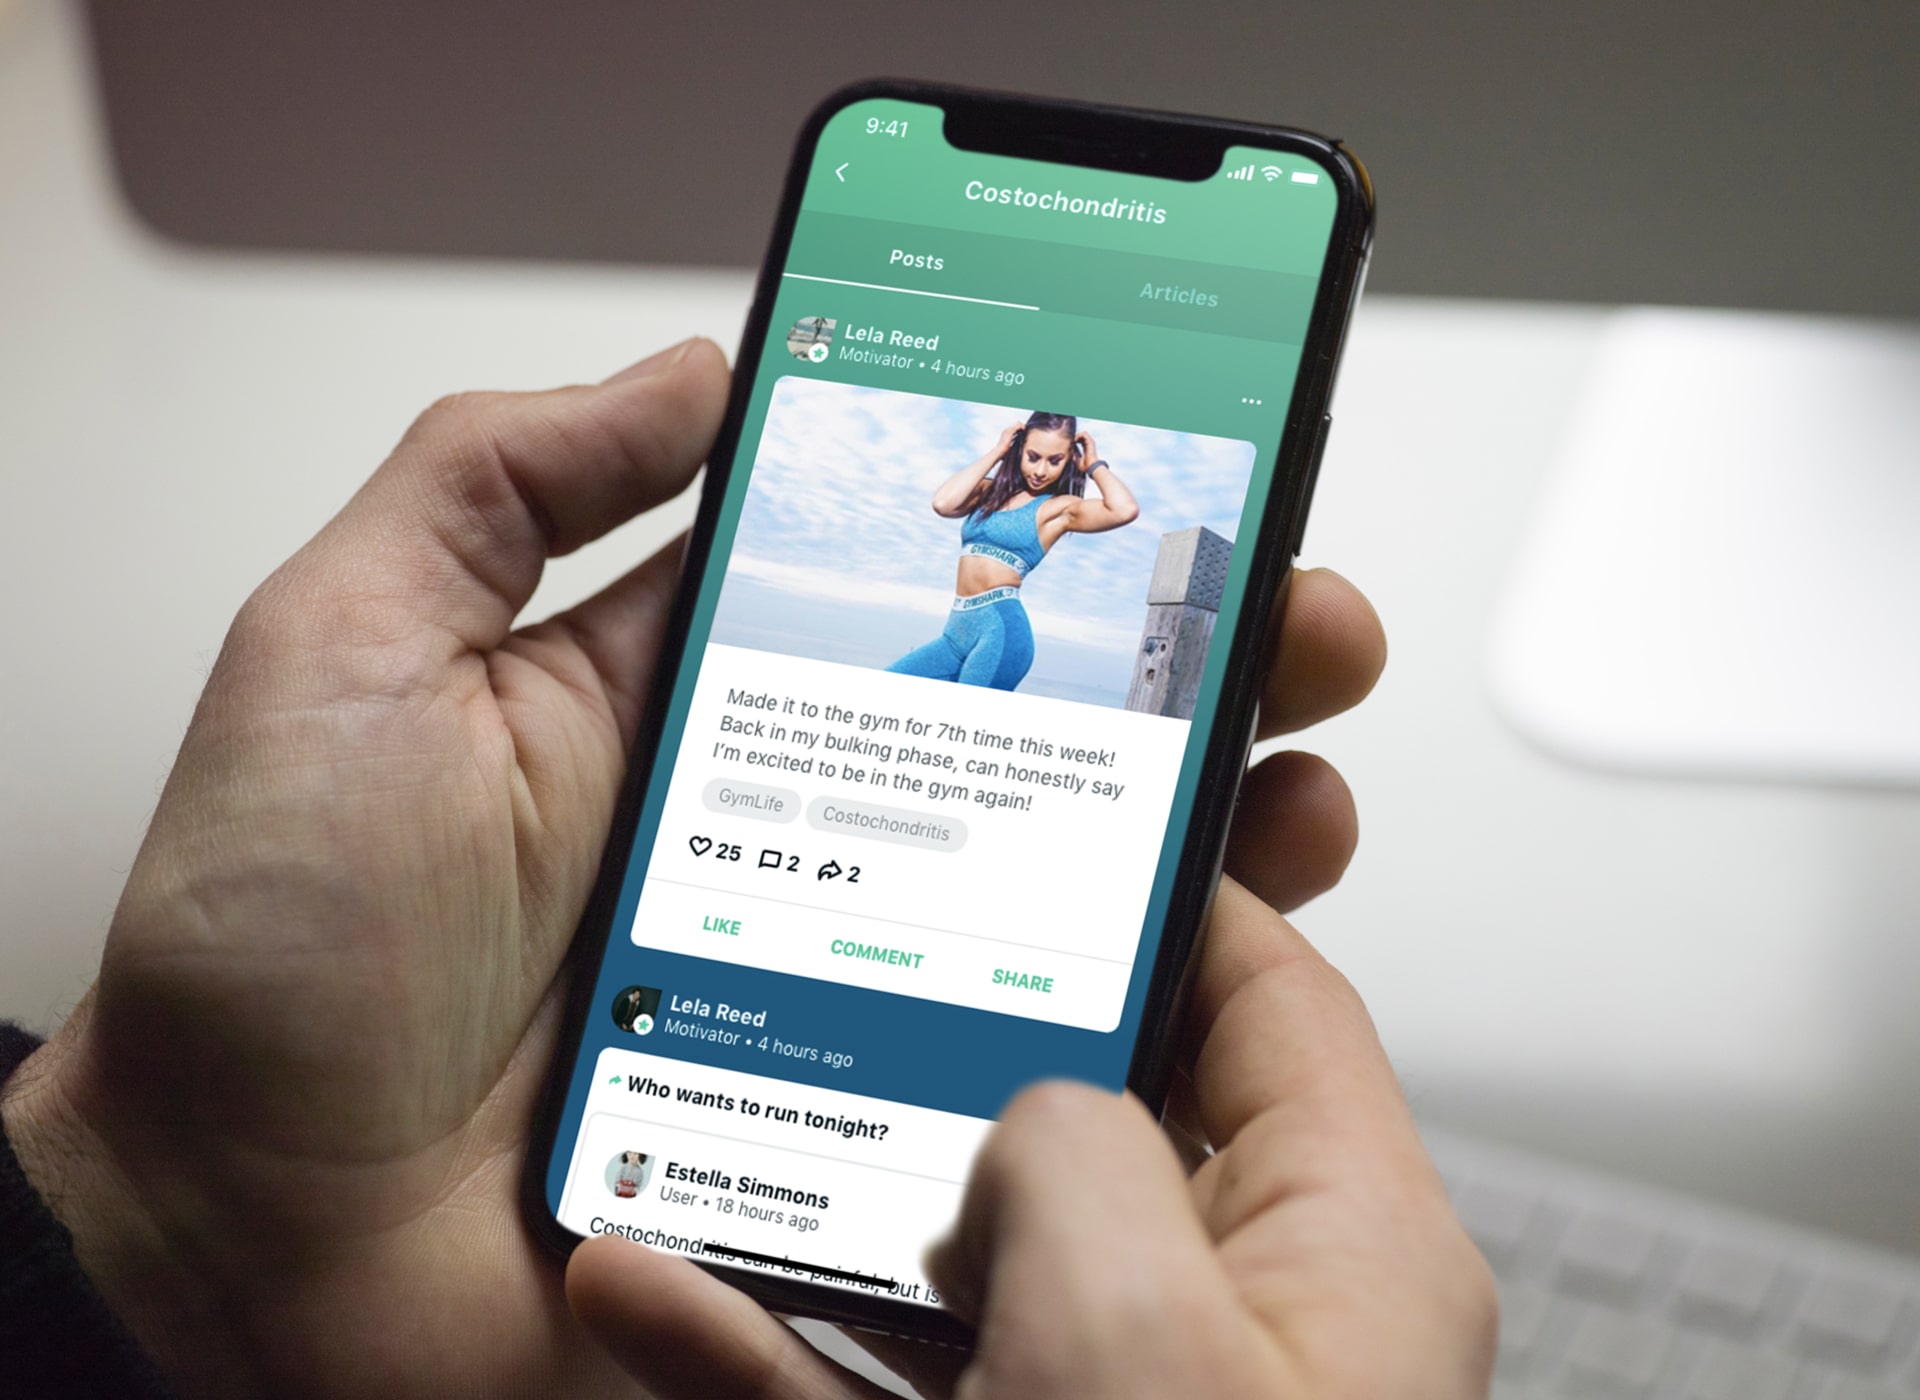 9:41
Costochondritis
Posts
Articles
Lela Reed
Motivator • 4 hours ago
GYMSHARK
GYMSHARK
Made it to the gym for 7th time this week!
Back in my bulking phase, can honestly say
I'm excited to be in the gym again!
GymLife Costochondritis
25 2 2
LIKE COMMENT SHARE
Lela Reed
Motivator • 4 hours ago
Who wants to run tonight?
Estella Simmons
User • 18 hours ago
Costochondritis can be painful, but is